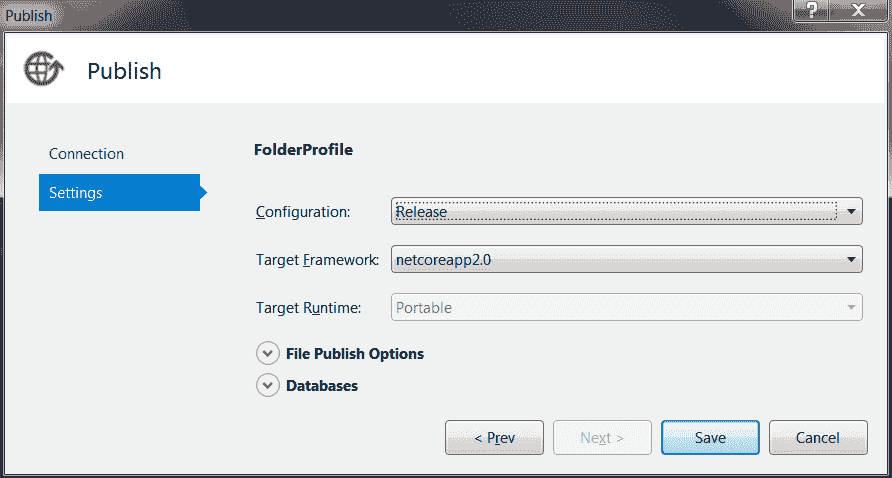 Publish
?
Publish
Connection
Settings
FolderProfile
Configuration:
Release
Target Framework:
netcoreapp2.0
Target Runtime:
Portable
File Publish Options
Databases
< Prev
Next >
Save
Cancel